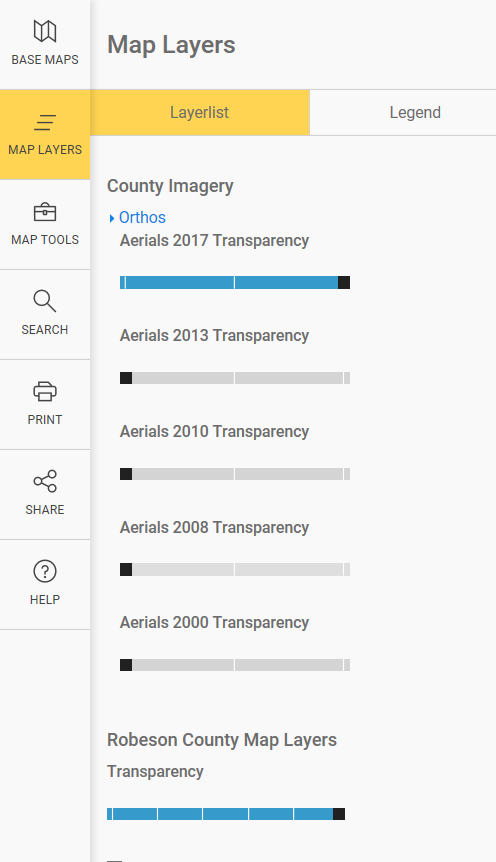 BASE MAPS
MAP LAYERS
MAP TOOLS
SEARCH
PRINT
SHARE
HELP
Map Layers
Layerlist
Legend
County Imagery
Orthos
Aerials 2017 Transparency
Aerials 2013 Transparency
Aerials 2010 Transparency
Aerials 2008 Transparency
Aerials 2000 Transparency
Robeson County Map Layers
Transparency